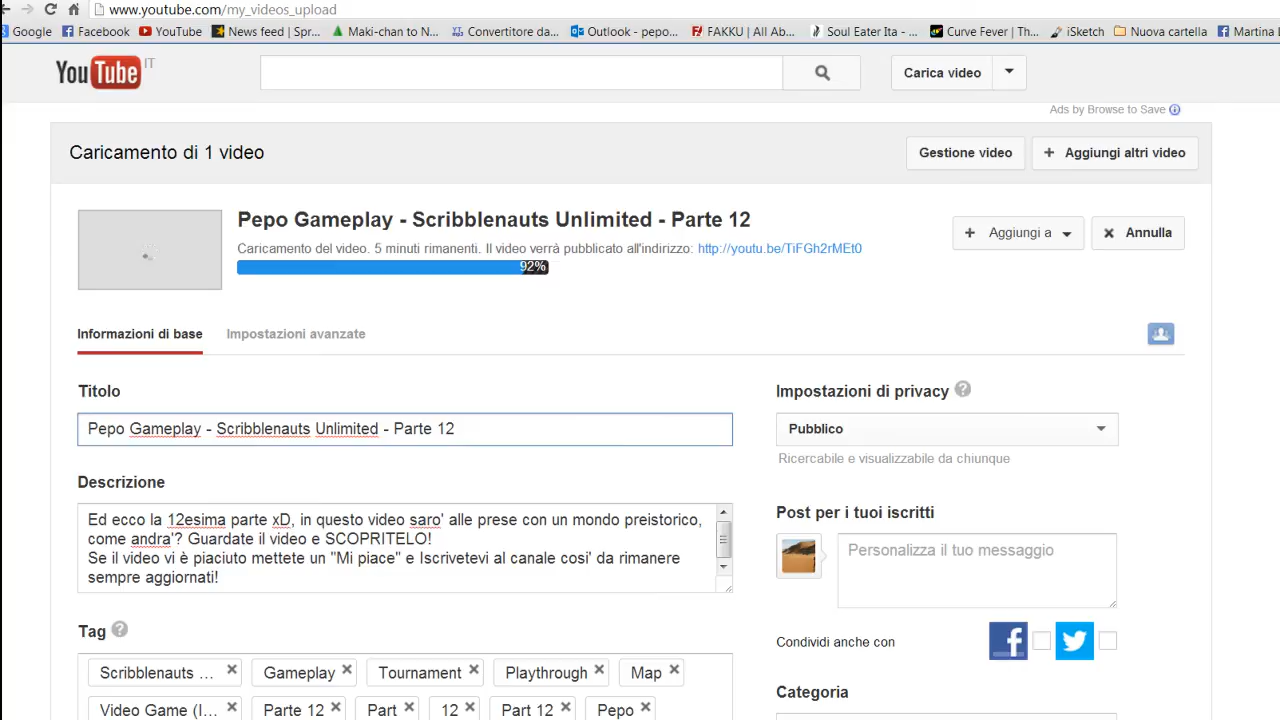 www.youtube.com/my_videos_upload
Google Facebook YouTube News feed | Spr... Maki-chan to N... Convertitore da... Outlook - pepo... FAKKU | All Ab... Soul Eater Ita - ... Curve Fever | Th... iSketch Nuova cartella Martina
YouTube IT
Carica video
Ads by Browse to Save
Caricamento di 1 video
Gestione video
+ Aggiungi altri video
Pepo Gameplay - Scribblenauts Unlimited - Parte 12
Caricamento del video. 5 minuti rimanenti. Il video verrà pubblicato all'indirizzo: http://youtu.be/TiFGh2rMEt0
92%
+ Aggiungi a
Annulla
Informazioni di base
Impostazioni avanzate
Titolo
Pepo Gameplay - Scribblenauts Unlimited - Parte 12
Descrizione
Ed ecco la 12esima parte xD, in questo video saro' alle prese con un mondo preistorico,
come andra'? Guardate il video e SCOPRITELO!
Se il video vi è piaciuto mettete un "Mi piace" e Iscrivetevi al canale cosi' da rimanere
sempre aggiornati!
Tag
Scribblenauts ... Gameplay Tournament Playthrough Map
Video Game (I... Parte 12 Part 12 Part 12 Pepo
Impostazioni di privacy
Pubblico
Ricercabile e visualizzabile da chiunque
Post per i tuoi iscritti
Personalizza il tuo messaggio
Condividi anche con
Categoria